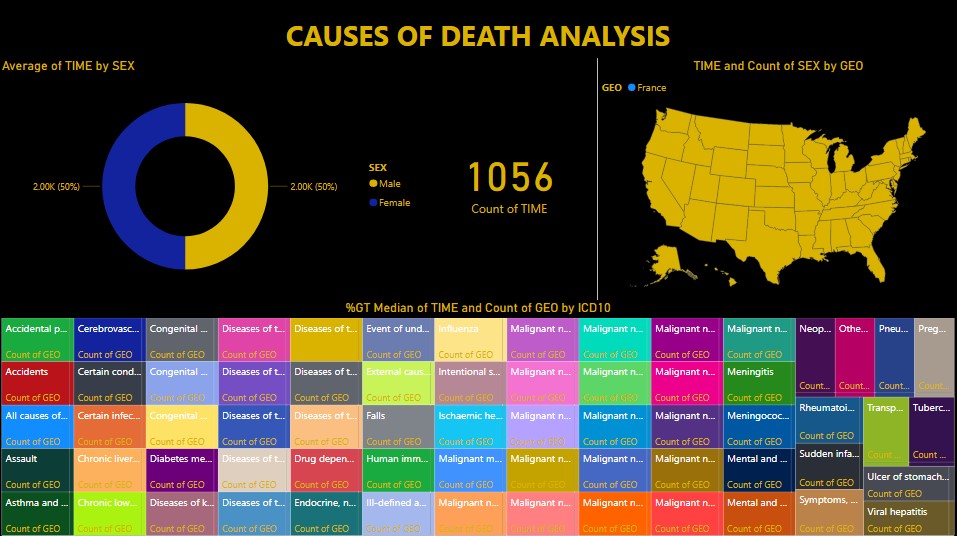 CAUSES OF DEATH ANALYSIS
Average of TIME by SEX
TIME and Count of SEX by GEO
GEO France
2.00K (50%)
2.00K (50%)
SEX
Male
Female
1056
Count of TIME
%GT Median of TIME and Count of GEO by ICD10
Accidental p... Cerebrovasc... Congenital ... Diseases of t... Diseases of t... Event of und... Influenza Malignant n... Malignant n... Malignant n... Malignant n... Neop... Othe... Pneu... Preg...
Count of GEO Count of GEO Count of GEO Count of GEO Count of GEO Count of GEO Count of GEO Count of GEO Count of GEO Count of GEO
Accidents Certain cond... Congenital ... Diseases of t... Diseases of t... External caus... Intentional s... Malignant n... Malignant n... Malignant n... Meningitis
Count of GEO Count of GEO Count of GEO Count of GEO Count of GEO Count of GEO Count of GEO Count of GEO Count of GEO Count of GEO Count of GEO Count... Count... Count... Count...
All causes of... Certain infec... Congenital ... Diseases of t... Diseases of t... Falls Ischaemic he... Malignant n... Malignant n... Malignant n... Meningococ... Rheumatoi... Transp... Tuberc...
Count of GEO Count of GEO Count of GEO Count of GEO Count of GEO Count of GEO Count of GEO Count of GEO Count of GEO Count of GEO Count of GEO Count of GEO
Assault Chronic liver... Diabetes me... Diseases of t... Drug depen... Human imm... Malignant m... Malignant n... Malignant n... Malignant n... Mental and ... Sudden infa...
Count of GEO Count of GEO Count of GEO Count of GEO Count of GEO Count of GEO Count of GEO Count of GEO Count of GEO Count of GEO Count of GEO Count of GEO Count ... Count ...
Asthma and ... Chronic low... Diseases of k... Diseases of t... Endocrine, n... Ill-defined a... Malignant n... Malignant n... Malignant n... Malignant n... Mental and ... Symptoms, ... Ulcer of stomach...
Count of GEO
Viral hepatitis
Count of GEO Count of GEO Count of GEO Count of GEO Count of GEO Count of GEO Count of GEO Count of GEO Count of GEO Count of GEO Count of GEO Count of GEO Count of GEO